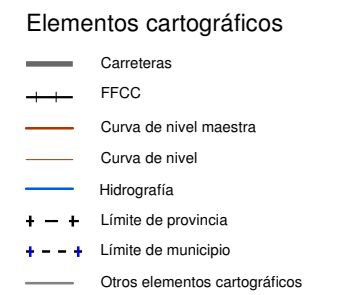 Elementos cartográficos
Carreteras
FFCC
Curva de nivel maestra
Curva de nivel
Hidrografía
Límite de provincia
Límite de municipio
Otros elementos cartográficos